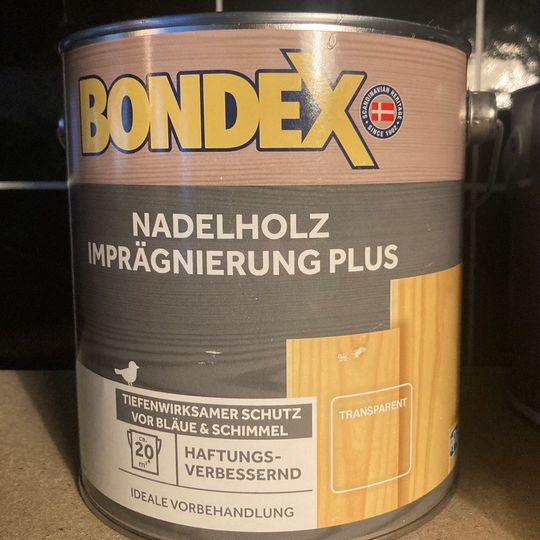 BONDEX
SCANDINAVIAN HERITAGE
SINCE 1902
NADELHOLZ
IMPRÄGNIERUNG PLUS
TRANSPARENT
TIEFENWIRKSAMER SCHUTZ
VOR BLÄUE & SCHIMMEL
ca.
20
m²*
HAFTUNGS-
VERBESSERND
IDEALE VORBEHANDLUNG